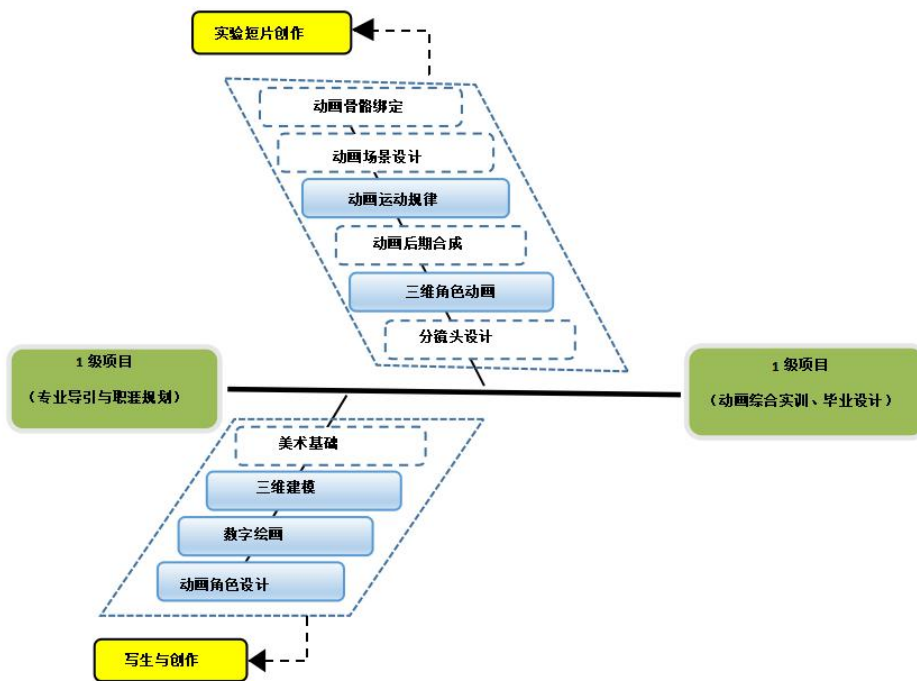 实验短片创作
动画骨骼绑定
动画场景设计
动画运动规律
动画后期合成
三维角色动画
分镜头设计
1 级项目
（专业导引与职涯规划）
1 级项目
（动画综合实训、毕业设计）
美术基础
三维建模
数字绘画
动画角色设计
写生与创作